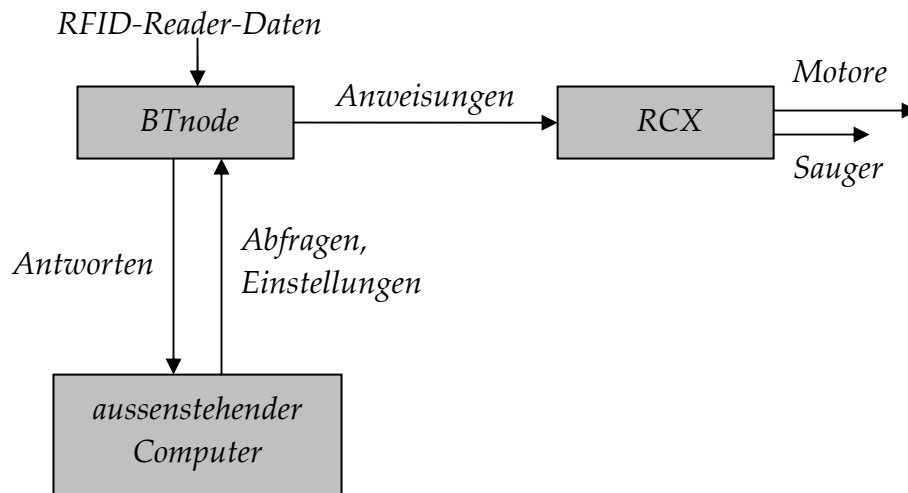 RFID-Reader-Daten
BTnode
Anweisungen
RCX
Motore
Sauger
Antworten
Abfragen,
Einstellungen
aussenstehender
Computer